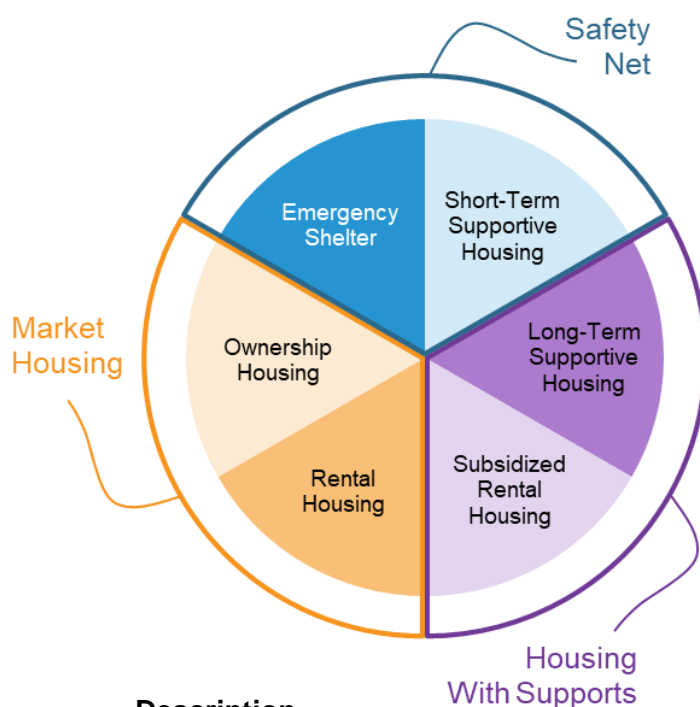 Safety
Net
Emergency
Shelter
Short-Term
Supportive
Housing
Market
Housing
Ownership
Housing
Long-Term
Supportive
Housing
Rental
Housing
Subsidized
Rental
Housing
Housing
With Supports
Description